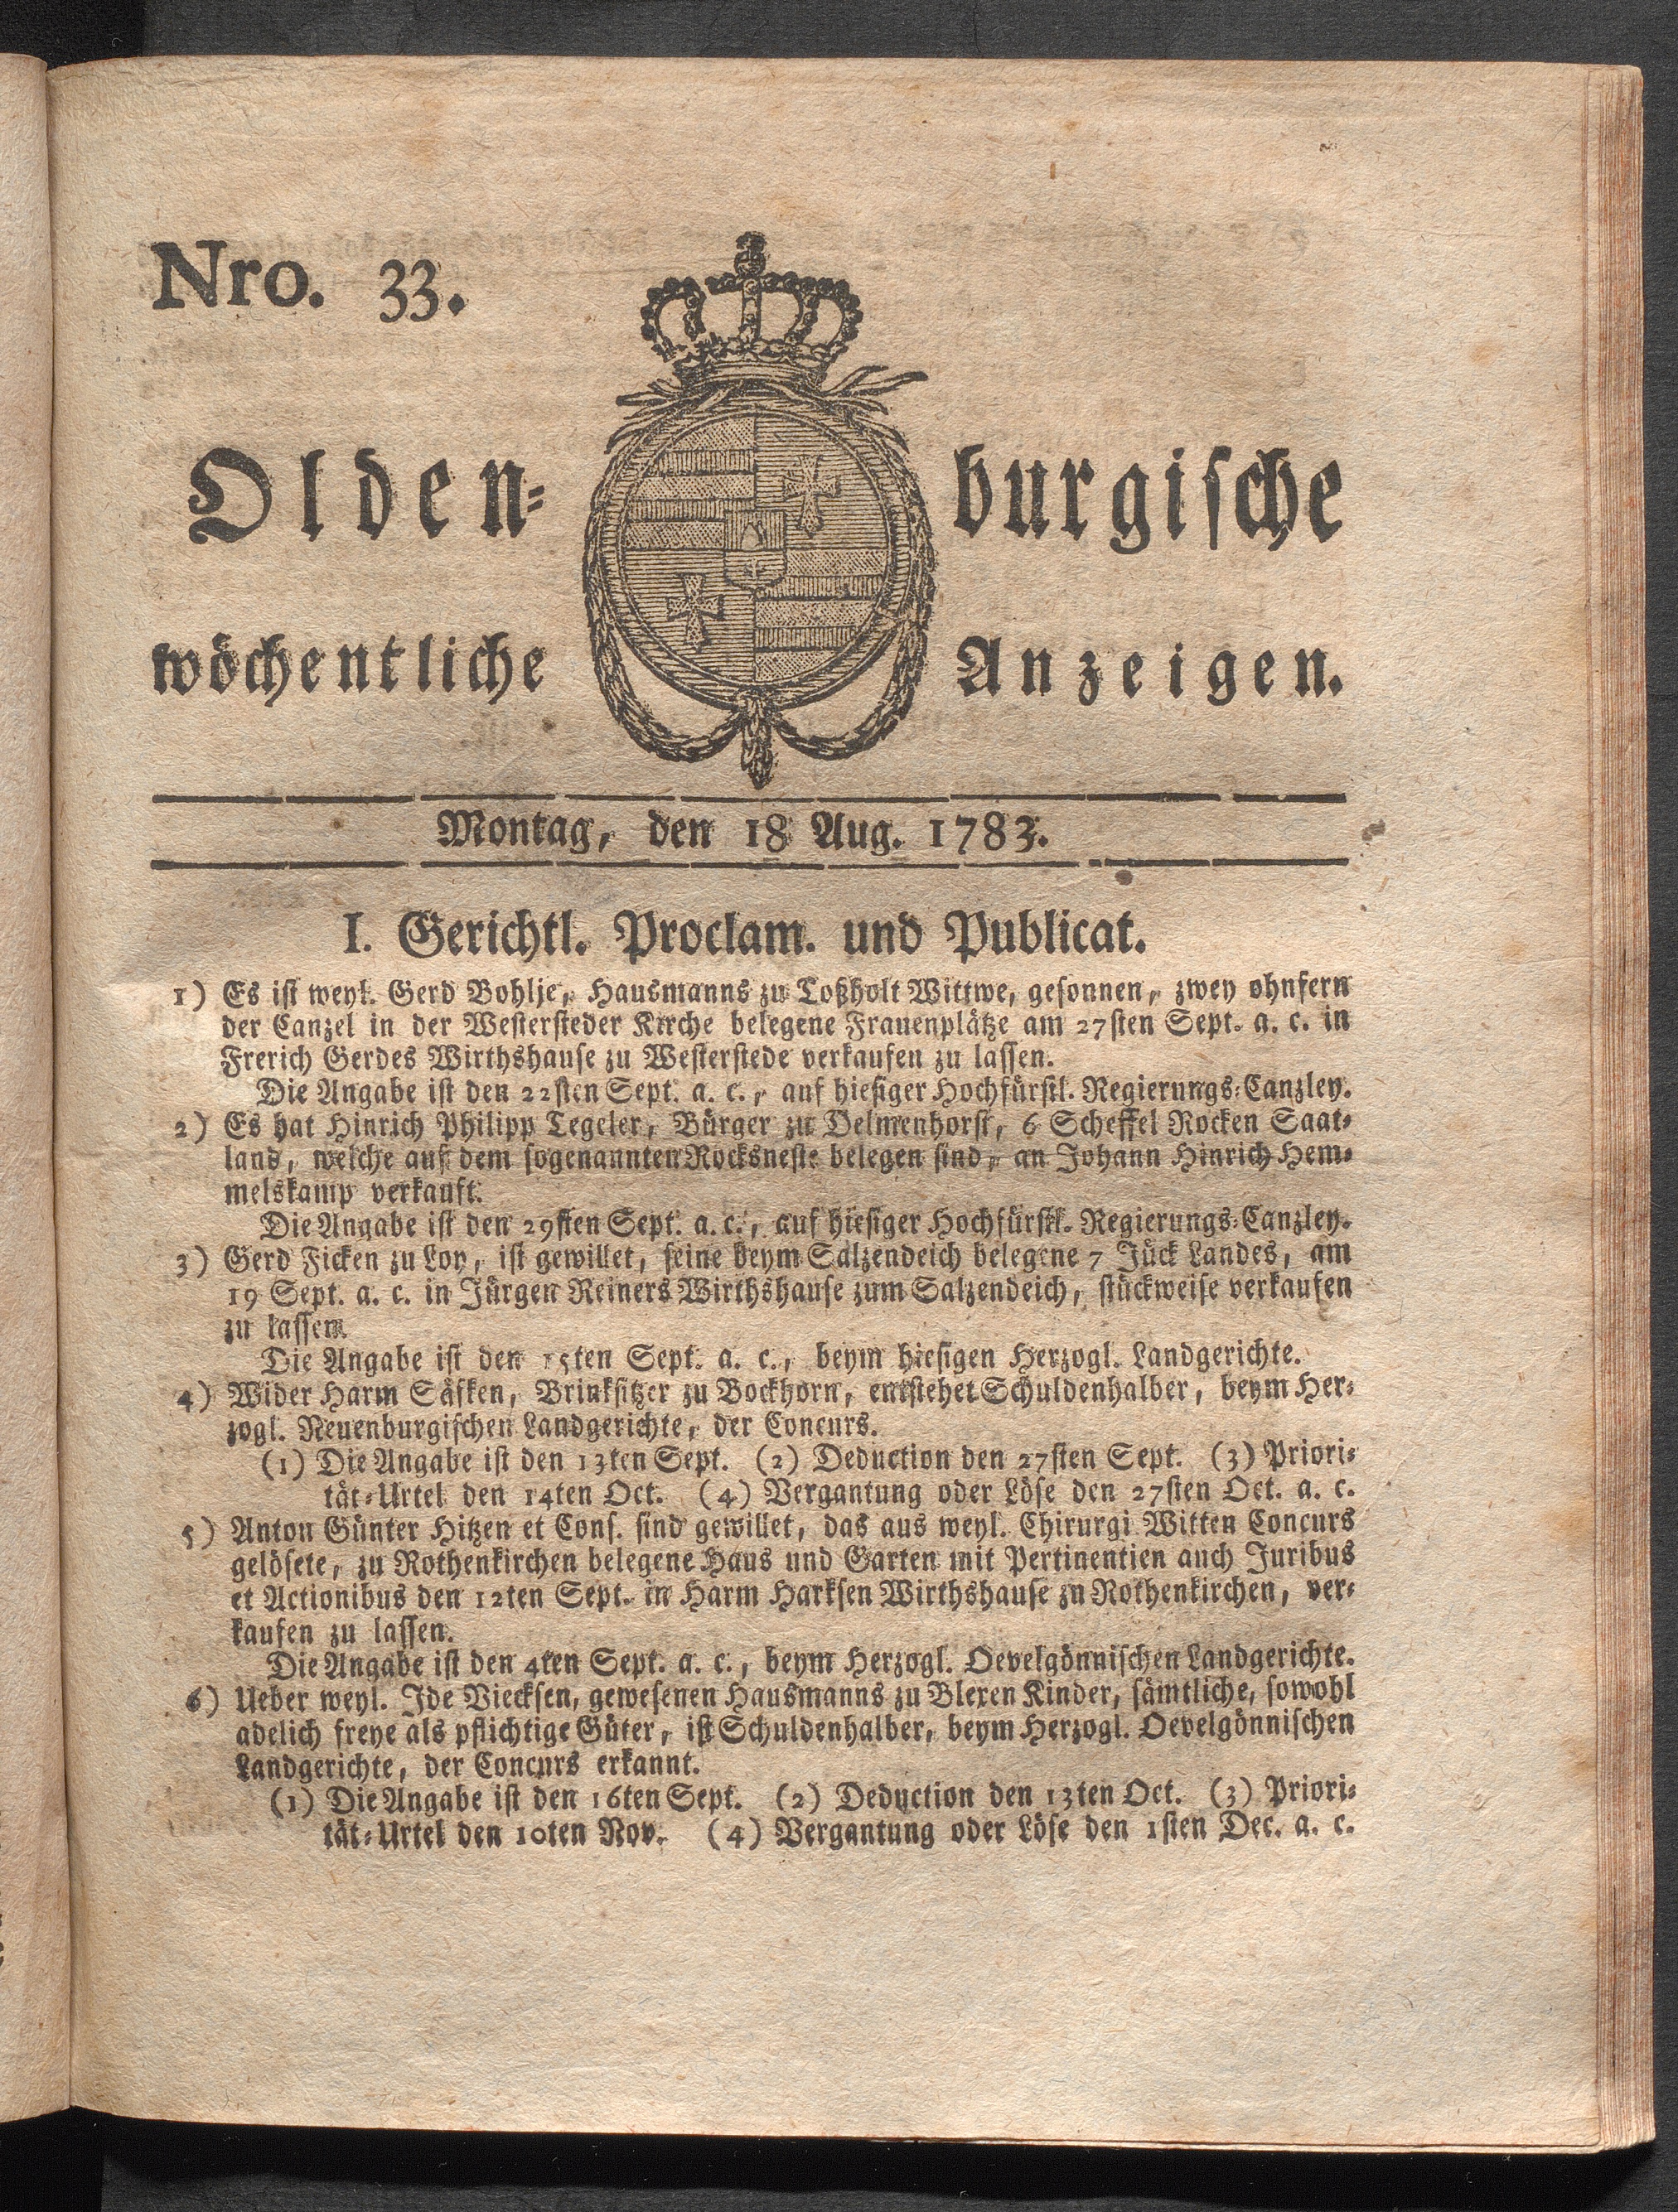 Nro. 33.
Olden⸗ burgische
wöchentliche Anzeigen.
Montag, den 18 Aug. 1783.
I. Gerichtl. Proclam. und Publicat.
1) Es ist weyl. Gerd Bohlje, Hausmanns zu Toßholt Wittwe, gesonnen, zwey ohnfern
der Canzel in der Westersteder Kirche belegene Frauenplätze am 27sten Sept. a. c. in
Frerich Gerdes Wirthshause zu Westerstede verkaufen zu lassen.
Die Angabe ist den 22sten Sept. a. c., auf hiesiger Hochfürstl. Regierungs⸗Canzley.
2) Es hat Hinrich Philipp Tegeler, Bürger zu Delmenhorst, 6 Scheffel Rocken Saat⸗
land, welche auf dem sogenannten Rocksneste belegen sind, an Johann Hinrich Hem⸗
melskamp verkauft.
Die Angabe ist den 29sten Sept. a. c., auf hiesiger Hochfürstl. Regierungs⸗Canzley.
3) Gerd Ficken zu Loy, ist gewillet, seine beym Salzendeich belegene 7 Jück Landes, am
19 Sept. a. c. in Jürgen Reiners Wirthshause zum Salzendeich, stückweise verkaufen
zu lassen.
Die Angabe ist den 15ten Sept. a. c., beym hiesigen Herzogl. Landgerichte.
4) Wider Harm Säfken, Brinksitzer zu Bockhorn, entstehet Schuldenhalber, beym Her⸗
zogl. Neuenburgischen Landgerichte, der Concurs.
(1) Die Angabe ist den 13ten Sept. (2) Deduction den 27sten Sept. (3) Priori⸗
tät⸗Urtel den 14ten Oct. (4) Vergantung oder Löse den 27sten Oct. a. c.
5) Anton Günter Hitzen et Cons. sind gewillet, das aus weyl. Chirurgi Witten Concurs
gelösete, zu Rothenkirchen belegene Haus und Garten mit Pertinentien auch Juribus
et Actionibus den 12ten Sept. in Harm Harksen Wirthshause zu Rothenkirchen, ver⸗
kaufen zu lassen.
Die Angabe ist den 4ten Sept. a. c., beym Herzogl. Oevelgönnischen Landgerichte.
6) Ueber weyl. Ide Viecksen, gewesenen Hausmanns zu Blexen Kinder, sämtliche, sowohl
adelich freye als pflichtige Güter, ist Schuldenhalber, beym Herzogl. Oevelgönnischen
Landgerichte, der Concurs erkannt.
(1) Die Angabe ist den 16ten Sept. (2) Deduction den 13ten Oct. (3) Priori⸗
tät⸗Urtel den 10ten Nov. (4) Vergantung oder Löse den 1sten Dec. a. c.